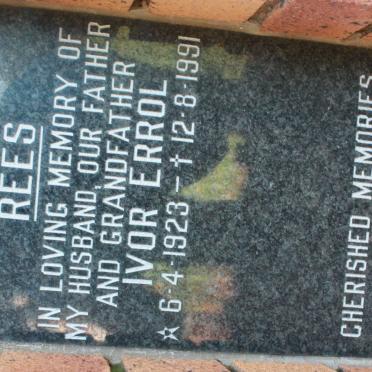 REES
IN LOVING MEMORY OF
MY HUSBAND, OUR FATHER
AND GRANDFATHER
IVOR ERROL
☆ 6-4-1923 – † 12-8-1991
CHERISHED MEMORIES